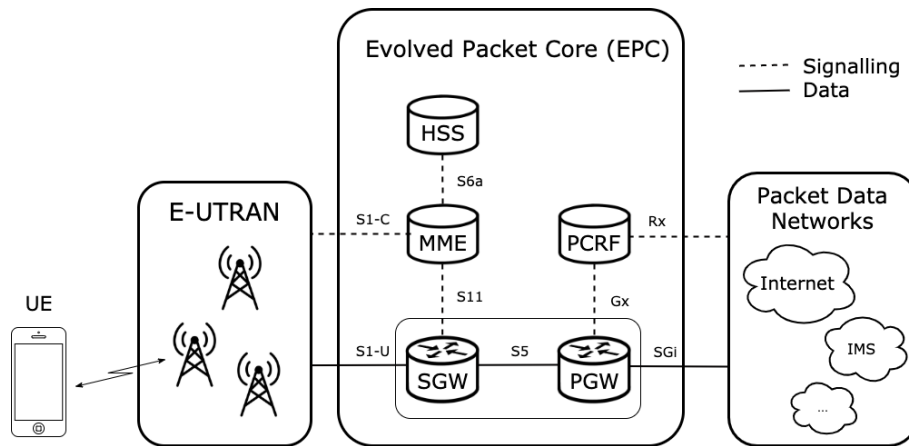 Evolved Packet Core (EPC)
Signalling
Data
HSS
S6a
E-UTRAN
S1-C
MME
PCRF
Rx
Packet Data
Networks
Internet
UE
S11
Gx
S1-U
SGW
S5
PGW
SGi
IMS
...